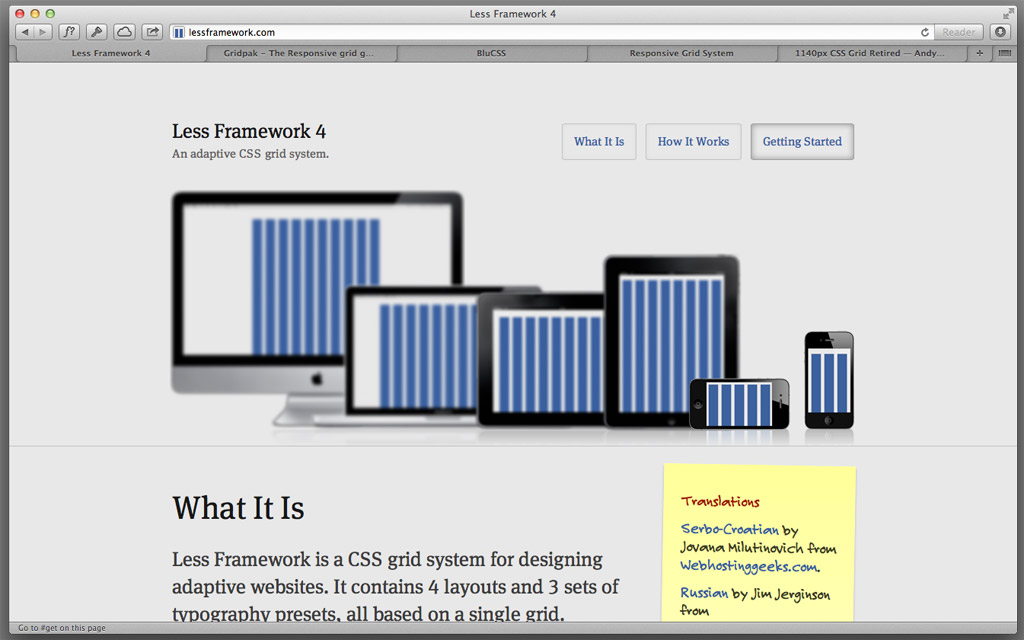 Less Framework 4
lessframework.com
Reader
Less Framework 4
Gridpak – The Responsive grid g...
BluCSS
Responsive Grid System
1140px CSS Grid Retired — Andy...
Less Framework 4
An adaptive CSS grid system.
What It Is
How It Works
Getting Started
What It Is
Less Framework is a CSS grid system for designing
adaptive websites. It contains 4 layouts and 3 sets of
typography presets, all based on a single grid.
Translations
Serbo-Croatian by
Jovana Milutinovich from
Webhostinggeeks.com.
Russian by Jim Jerginson
from
Go to #get on this page